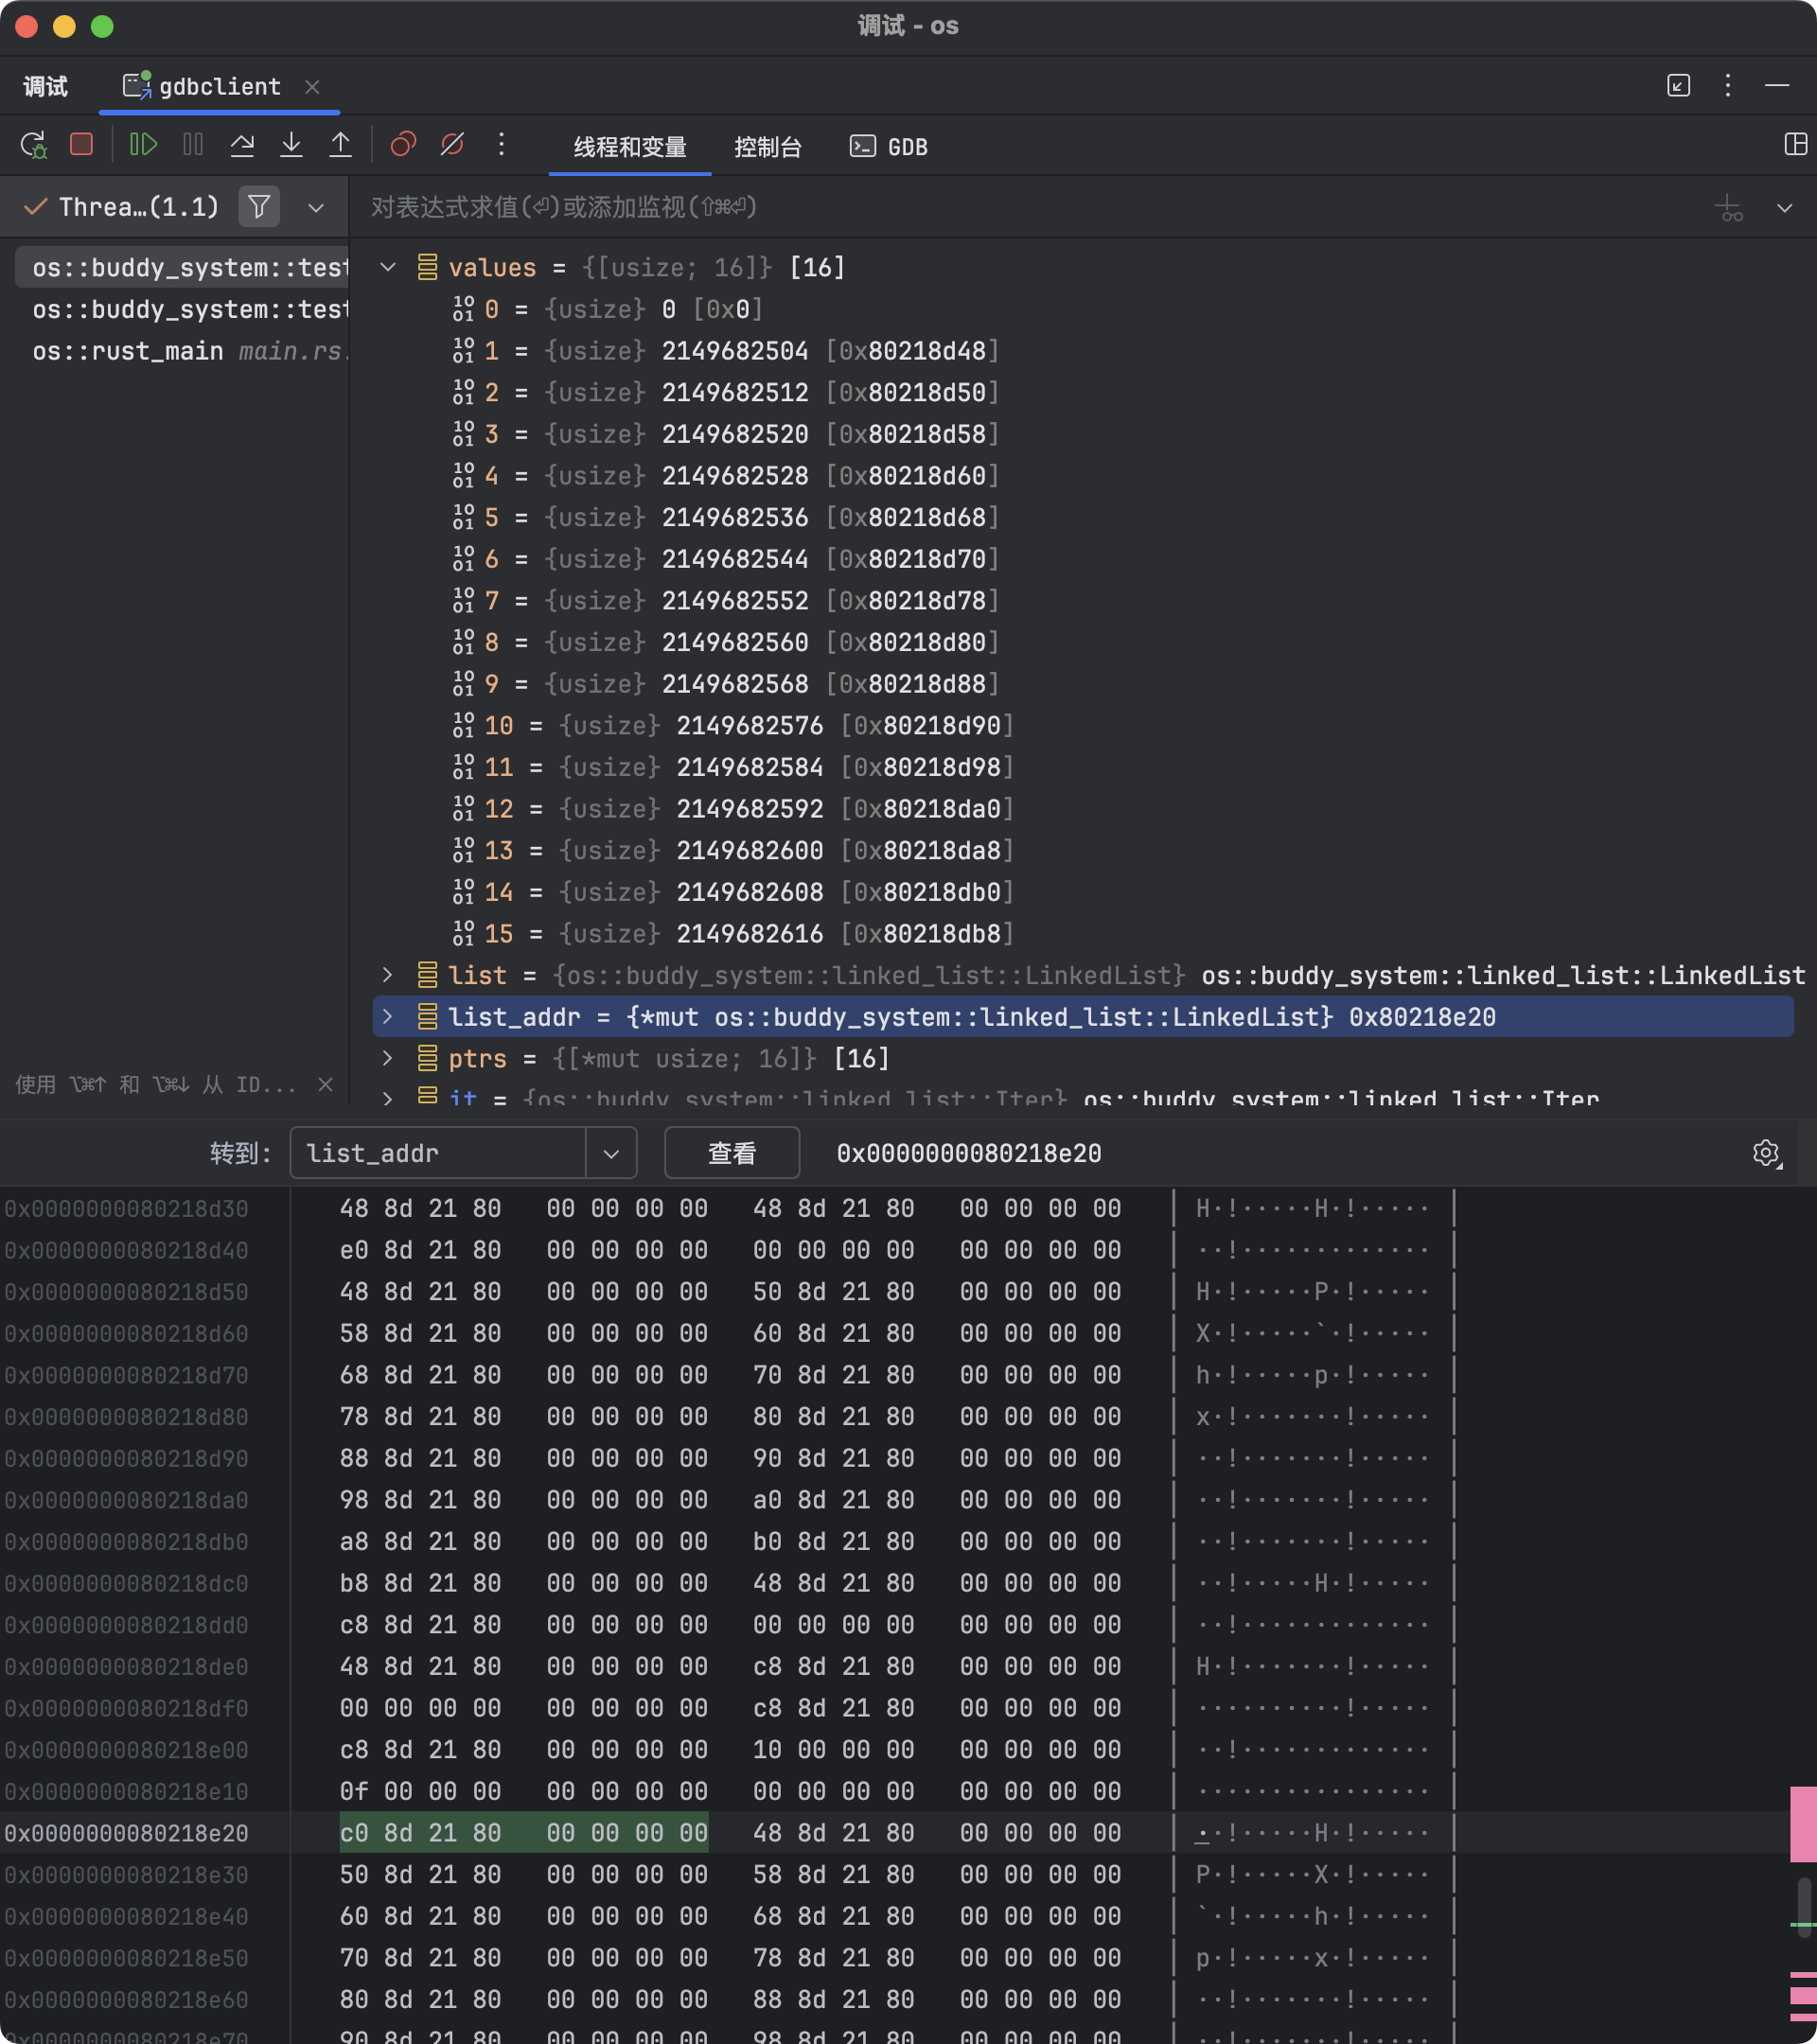 调试 - os
调试 gdbclient
线程和变量 控制台 GDB
Threa…(1.1) 对表达式求值(⏎)或添加监视(⇧⌘⏎)
os::buddy_system::test
os::buddy_system::test
os::rust_main main.rs:
values = {[usize; 16]} [16]
0 = {usize} 0 [0x0]
1 = {usize} 2149682504 [0x80218d48]
2 = {usize} 2149682512 [0x80218d50]
3 = {usize} 2149682520 [0x80218d58]
4 = {usize} 2149682528 [0x80218d60]
5 = {usize} 2149682536 [0x80218d68]
6 = {usize} 2149682544 [0x80218d70]
7 = {usize} 2149682552 [0x80218d78]
8 = {usize} 2149682560 [0x80218d80]
9 = {usize} 2149682568 [0x80218d88]
10 = {usize} 2149682576 [0x80218d90]
11 = {usize} 2149682584 [0x80218d98]
12 = {usize} 2149682592 [0x80218da0]
13 = {usize} 2149682600 [0x80218da8]
14 = {usize} 2149682608 [0x80218db0]
15 = {usize} 2149682616 [0x80218db8]
list = {os::buddy_system::linked_list::LinkedList} os::buddy_system::linked_list::LinkedList
list_addr = {*mut os::buddy_system::linked_list::LinkedList} 0x80218e20
ptrs = {[*mut usize; 16]} [16]
it = {os::buddy_system::linked_list::Iter} os::buddy_system::linked_list::Iter
使用 ⌥⌘↑ 和 ⌥⌘↓ 从 ID...
转到: list_addr 查看 0x0000000080218e20
0x0000000080218d30 48 8d 21 80 00 00 00 00 48 8d 21 80 00 00 00 00 | H·!·····H·!····· |
0x0000000080218d40 e0 8d 21 80 00 00 00 00 00 00 00 00 00 00 00 00 | ··!············· |
0x0000000080218d50 48 8d 21 80 00 00 00 00 50 8d 21 80 00 00 00 00 | H·!·····P·!····· |
0x0000000080218d60 58 8d 21 80 00 00 00 00 60 8d 21 80 00 00 00 00 | X·!·····`·!····· |
0x0000000080218d70 68 8d 21 80 00 00 00 00 70 8d 21 80 00 00 00 00 | h·!·····p·!····· |
0x0000000080218d80 78 8d 21 80 00 00 00 00 80 8d 21 80 00 00 00 00 | x·!·······!····· |
0x0000000080218d90 88 8d 21 80 00 00 00 00 90 8d 21 80 00 00 00 00 | ··!·······!····· |
0x0000000080218da0 98 8d 21 80 00 00 00 00 a0 8d 21 80 00 00 00 00 | ··!·······!····· |
0x0000000080218db0 a8 8d 21 80 00 00 00 00 b0 8d 21 80 00 00 00 00 | ··!·······!····· |
0x0000000080218dc0 b8 8d 21 80 00 00 00 00 48 8d 21 80 00 00 00 00 | ··!·····H·!····· |
0x0000000080218dd0 c8 8d 21 80 00 00 00 00 00 00 00 00 00 00 00 00 | ··!············· |
0x0000000080218de0 48 8d 21 80 00 00 00 00 c8 8d 21 80 00 00 00 00 | H·!·······!····· |
0x0000000080218df0 00 00 00 00 00 00 00 00 c8 8d 21 80 00 00 00 00 | ··········!····· |
0x0000000080218e00 c8 8d 21 80 00 00 00 00 10 00 00 00 00 00 00 00 | ··!············· |
0x0000000080218e10 0f 00 00 00 00 00 00 00 00 00 00 00 00 00 00 00 | ················ |
0x0000000080218e20 c0 8d 21 80 00 00 00 00 48 8d 21 80 00 00 00 00 | ··!·····H·!····· |
0x0000000080218e30 50 8d 21 80 00 00 00 00 58 8d 21 80 00 00 00 00 | P·!·····X·!····· |
0x0000000080218e40 60 8d 21 80 00 00 00 00 68 8d 21 80 00 00 00 00 | `·!·····h·!····· |
0x0000000080218e50 70 8d 21 80 00 00 00 00 78 8d 21 80 00 00 00 00 | p·!·····x·!····· |
0x0000000080218e60 80 8d 21 80 00 00 00 00 88 8d 21 80 00 00 00 00 | ··!·······!····· |
0x0000000080218e70 90 8d 21 80 00 00 00 00 98 8d 21 80 00 00 00 00 | ··!·······!····· |